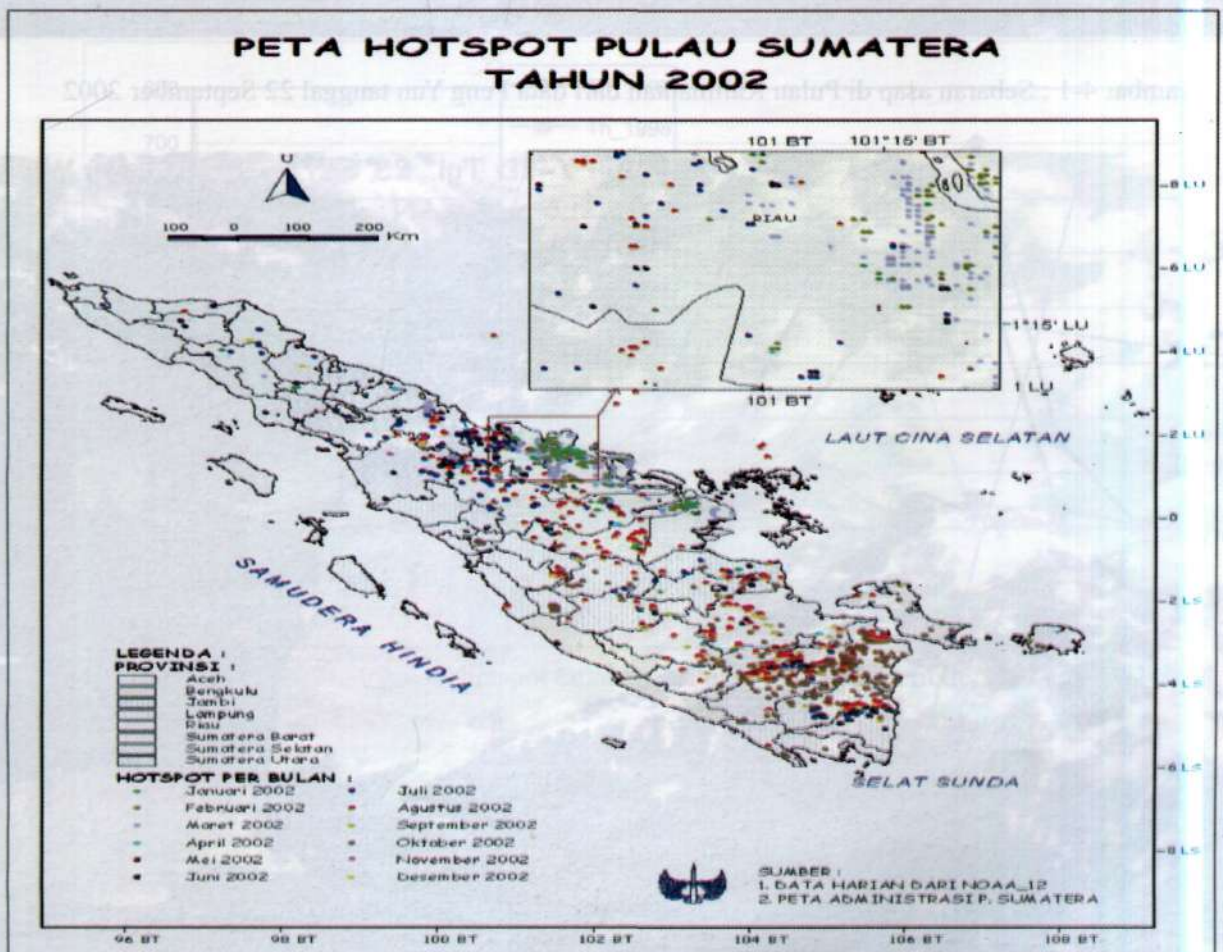 PETA HOTSPOT PULAU SUMATERA
TAHUN 2002
U
100 0 100 200 Km
101 BT 101°15' BT
RIAU
1°15' LU
1 LU
101 BT
8 LU
6 LU
4 LU
2 LU
0
2 LS
4 LS
6 LS
8 LS
LAUT CINA SELATAN
SAMUDERA HINDIA
SELAT SUNDA
LEGENDA :
PROVINSI :
Aceh
Bengkulu
Jambi
Lampung
Riau
Sumatera Barat
Sumatera Selatan
Sumatera Utara
HOTSPOT PER BULAN :
Januari 2002 Juli 2002
Februari 2002 Agustus 2002
Maret 2002 September 2002
April 2002 Oktober 2002
Mei 2002 November 2002
Juni 2002 Desember 2002
SUMBER :
1. DATA HARIAN DARI NOAA_12
2. PETA ADMINISTRASI P. SUMATERA
96 BT 98 BT 100 BT 102 BT 104 BT 106 BT 108 BT